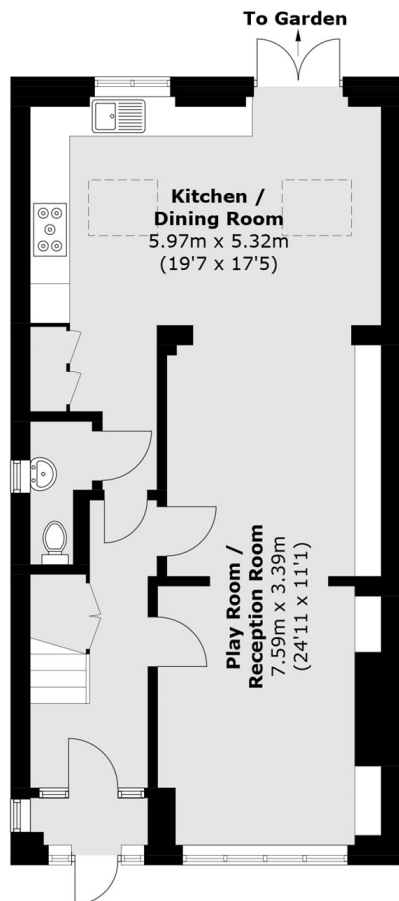 To Garden
Kitchen /
Dining Room
5.97m x 5.32m
(19'7 x 17'5)
Play Room /
Reception Room
7.59m x 3.39m
(24'11 x 11'1)